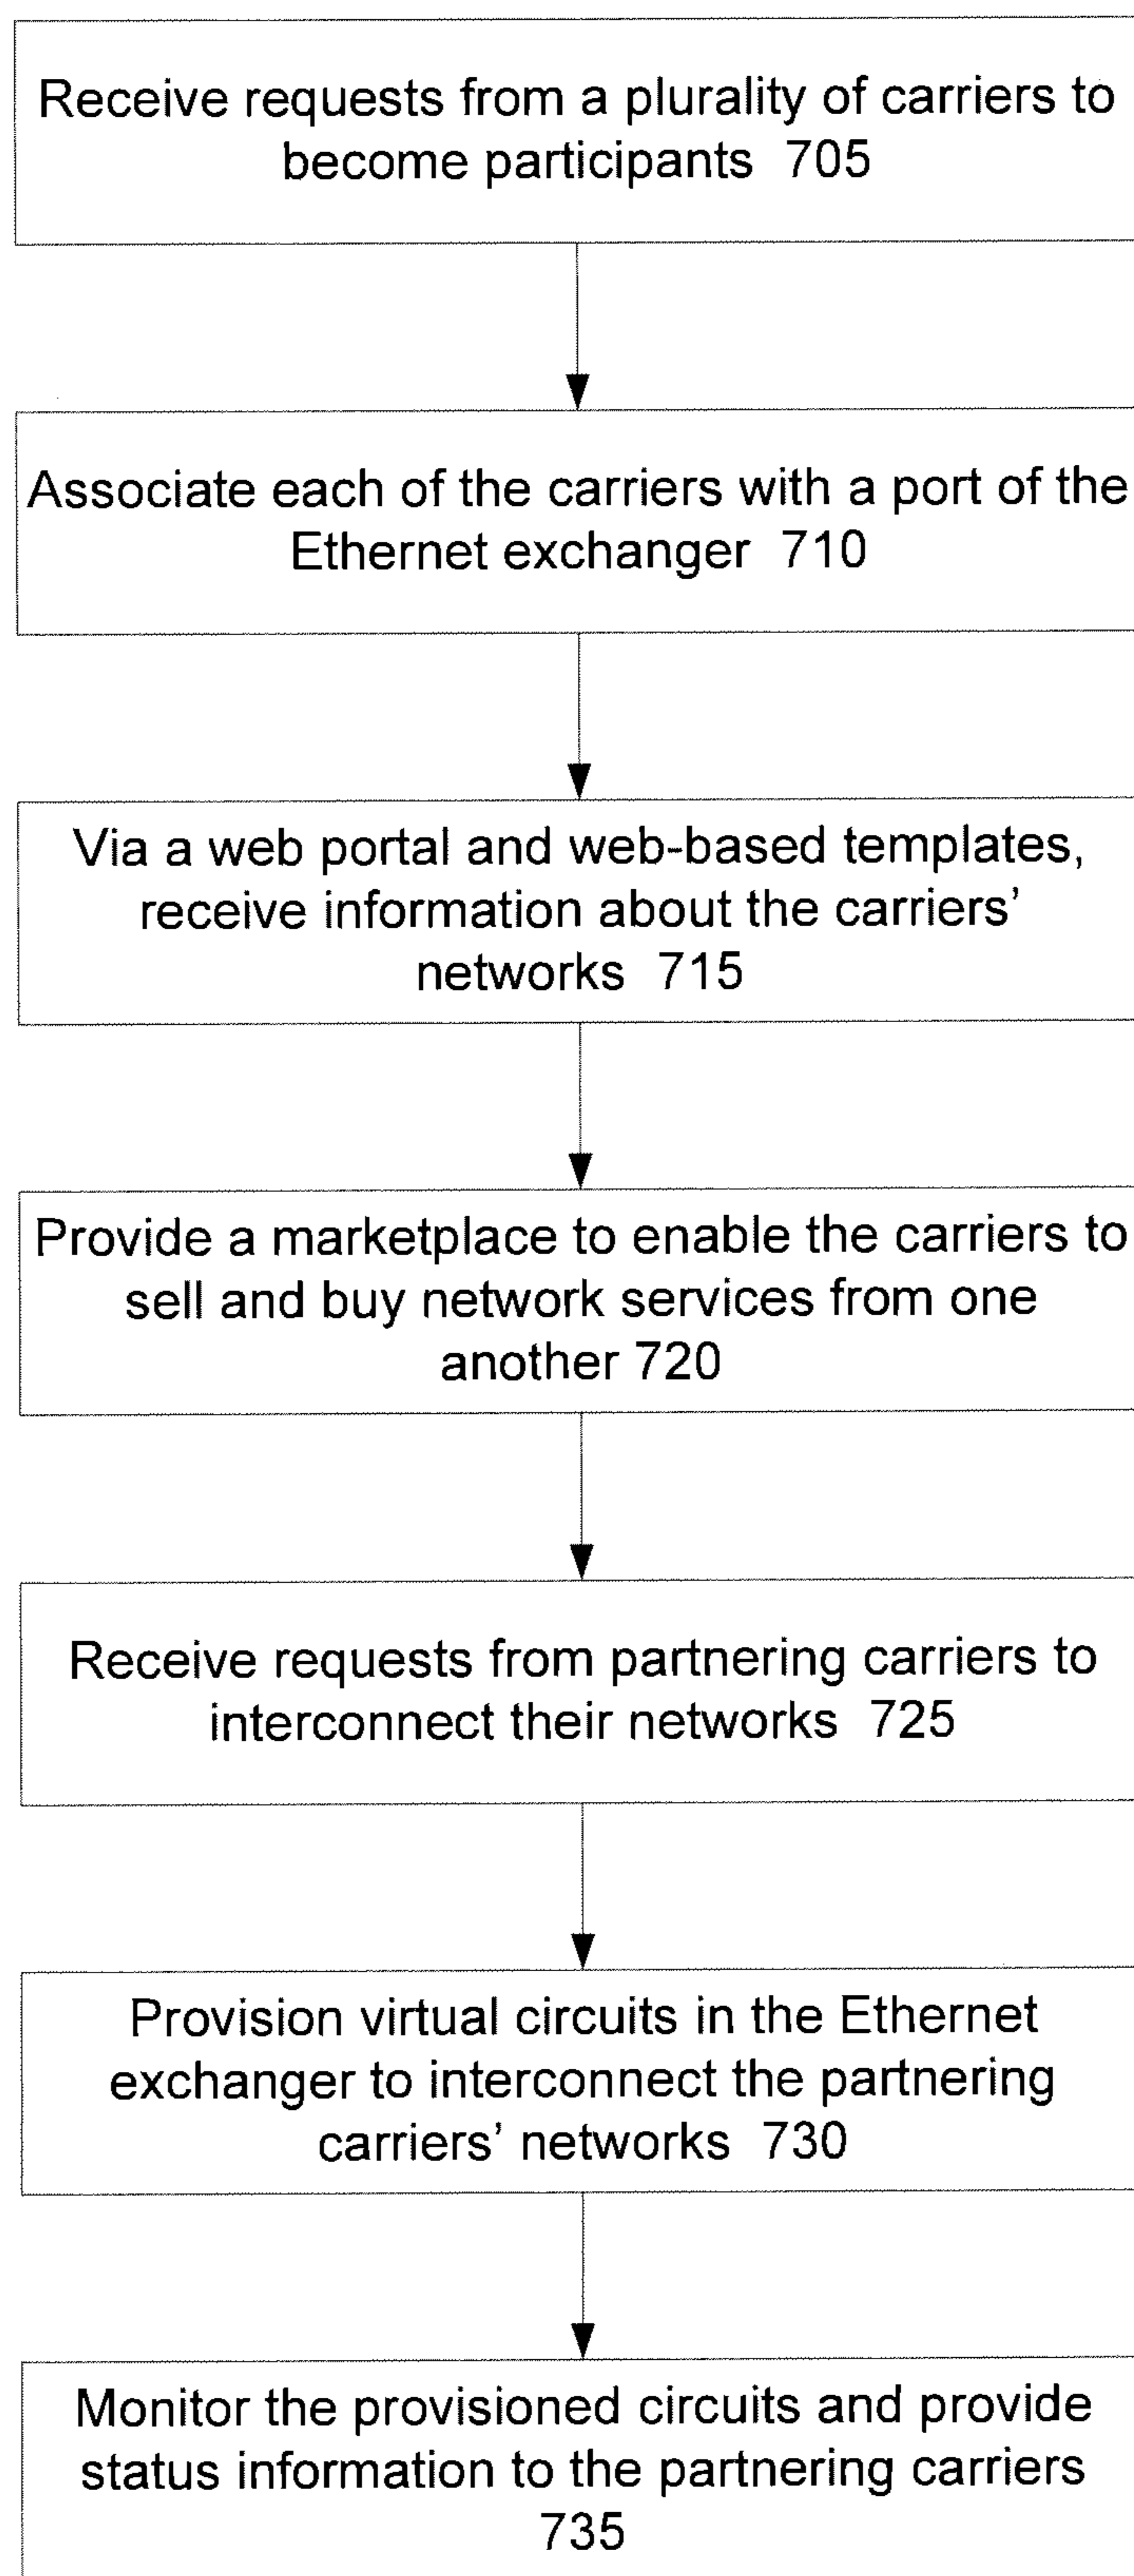 Receive requests from a plurality of carriers to
become participants 705
Associate each of the carriers with a port of the
Ethernet exchanger 710
Via a web portal and web-based templates,
receive information about the carriers’
networks 715
Provide a marketplace to enable the carriers to
sell and buy network services from one
another 720
Receive requests from partnering carriers to
interconnect their networks 725
Provision virtual circuits in the Ethernet
exchanger to interconnect the partnering
carriers’ networks 730
Monitor the provisioned circuits and provide
status information to the partnering carriers
735